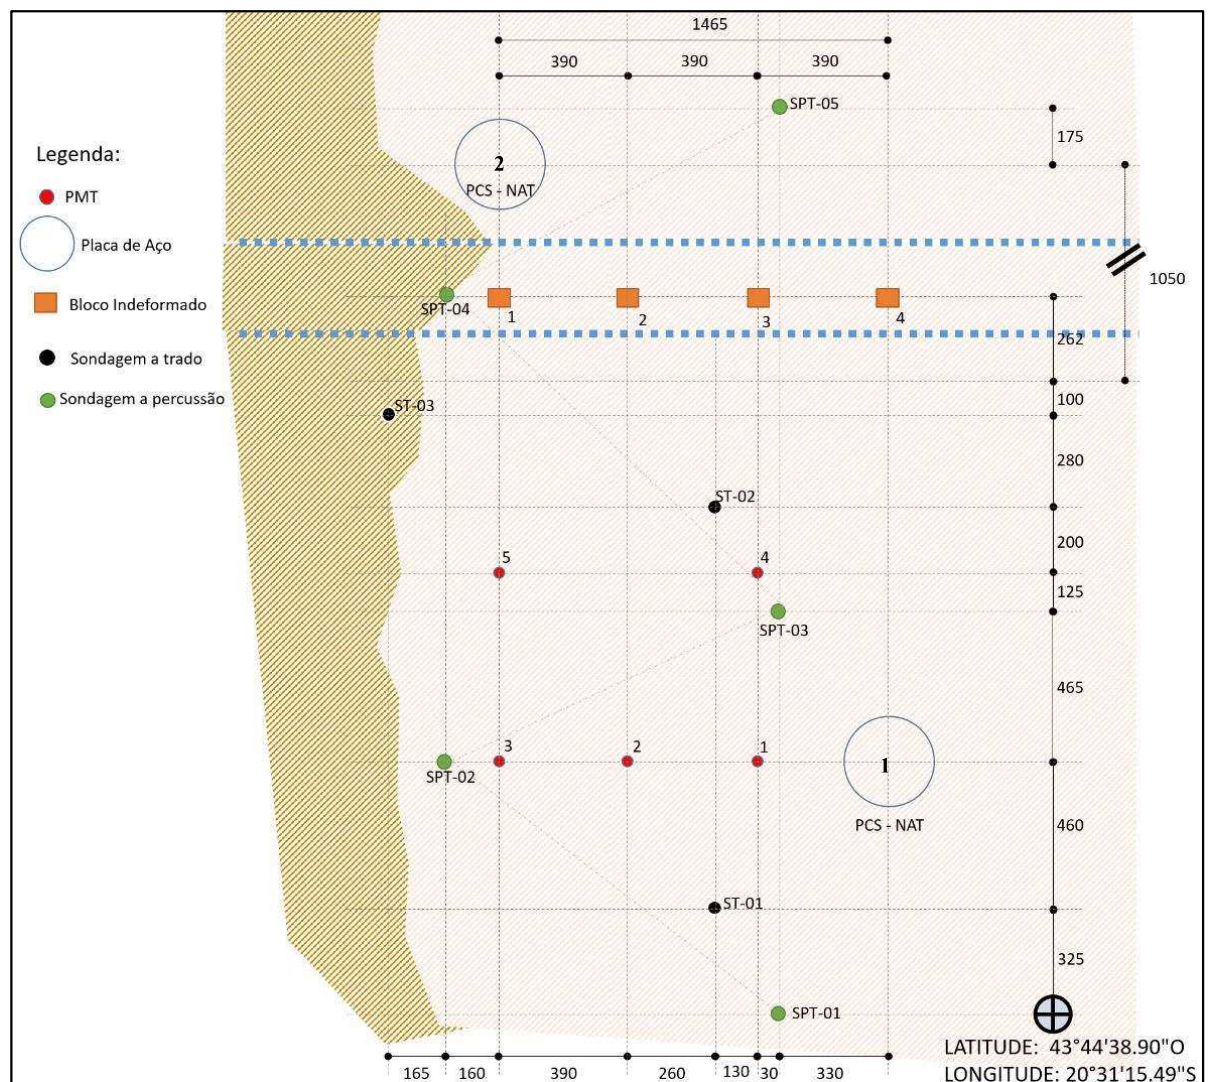 1465
390 390 390
SPT-05
175
Legenda:
PMT
Placa de Aço
Bloco Indeformado
Sondagem a trado
Sondagem a percussão
2
PCS - NAT
1050
SPT-04
1 2 3 4
262
100
ST-03
280
ST-02
200
5 4
125
SPT-03
465
3 2 1
SPT-02
1
PCS - NAT
460
ST-01
325
SPT-01
LATITUDE: 43°44'38.90"O
LONGITUDE: 20°31'15.49"S
165 160 390 260 130 30 330